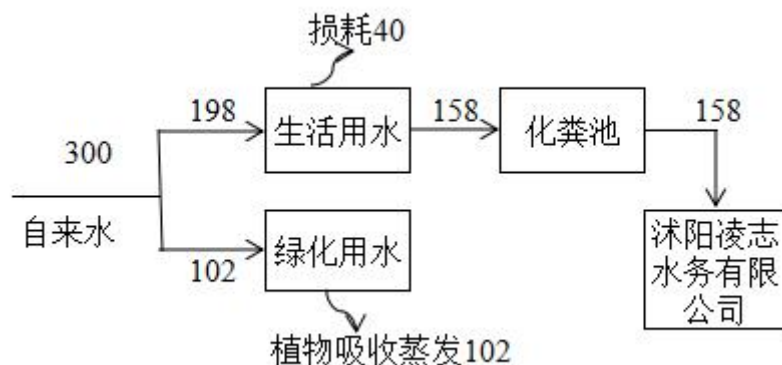 损耗40
198
生活用水
158
化粪池
158
300
自来水
102
绿化用水
沭阳凌志
水务有限
公司
植物吸收蒸发102